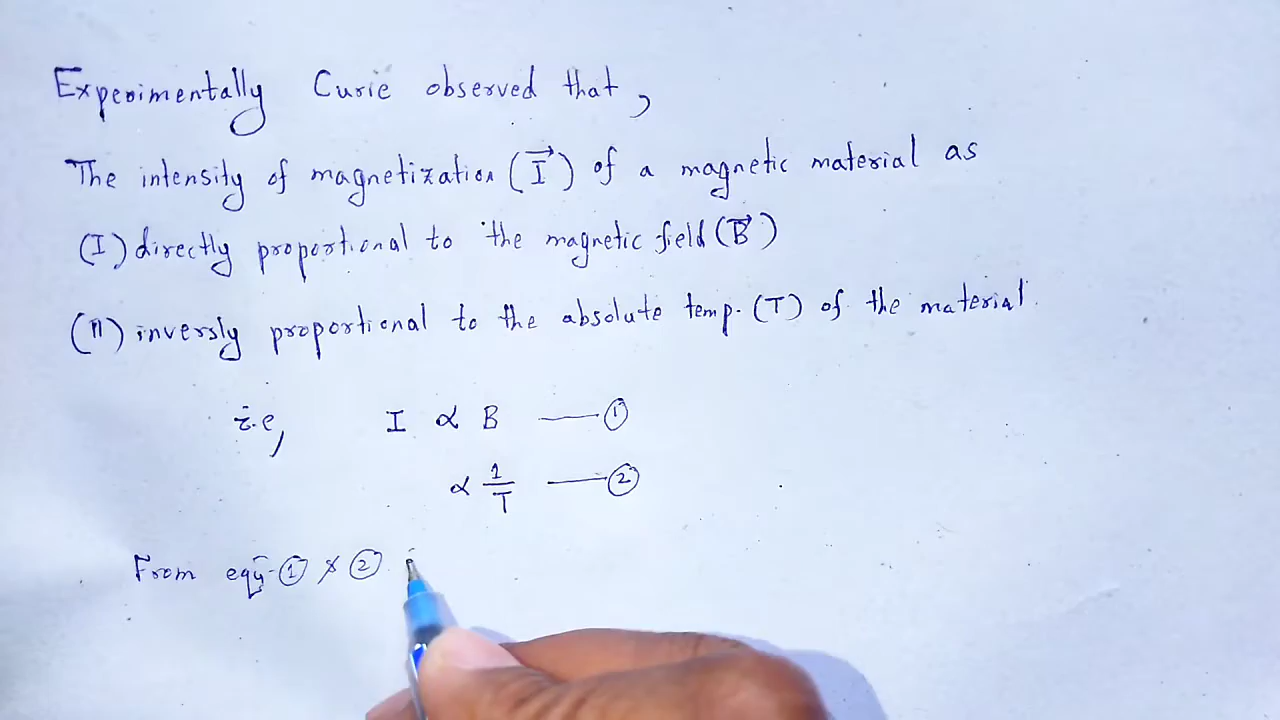 Experimentally Curie observed that,
The intensity of magnetization (I⃗) of a magnetic material as
(I) directly proportional to the magnetic field (B⃗)
(II) inversly proportional to the absolute temp. (T) of the material.
i.e, I ∝ B —— ①
∝ 1/T —— ②
From eqⁿ- ① & ②